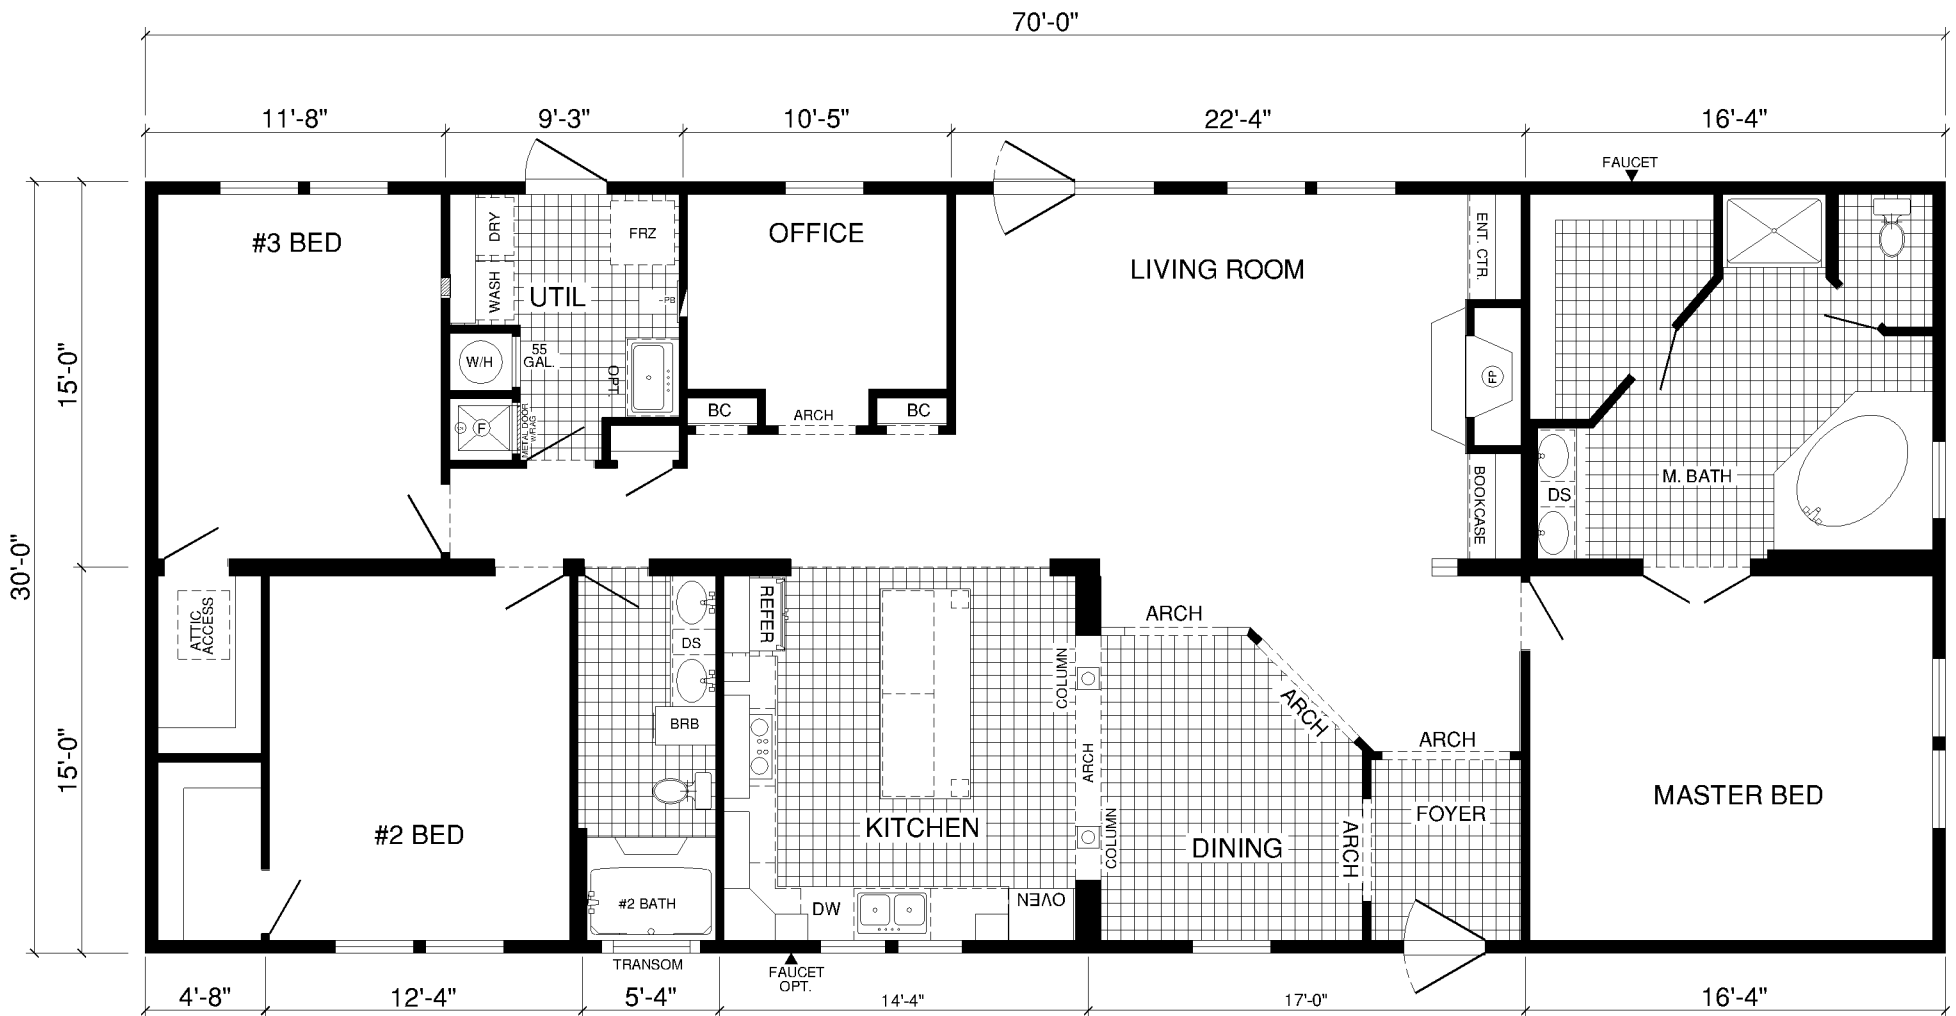 70'-0"
11'-8"
9'-3"
10'-5"
22'-4"
16'-4"
FAUCET
30'-0"
15'-0"
15'-0"
#3 BED
DRY
WASH
UTIL
FRZ
PB
OFFICE
LIVING ROOM
ENT. CTR.
W/H
55
GAL.
OPT.
F
METAL DOOR
BC
ARCH
BC
FP
BOOKCASE
DS
M. BATH
ATTIC
ACCESS
REFER
DS
BRB
COLUMN
ARCH
ARCH
ARCH
ARCH
COLUMN
ARCH
#2 BED
KITCHEN
DINING
FOYER
MASTER BED
#2 BATH
DW
OVEN
TRANSOM
FAUCET
OPT.
4'-8"
12'-4"
5'-4"
14'-4"
17'-0"
16'-4"